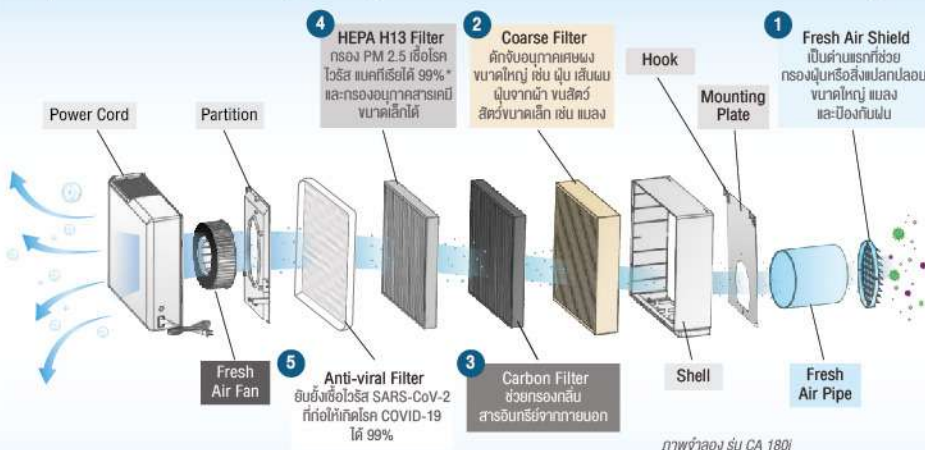 4
HEPA H13 Filter
กรอง PM 2.5 เชื้อโรค
ไวรัส แบคทีเรียได้ 99%*
และกรองอนุภาคสารเคมี
ขนาดเล็กได้
2
Coarse Filter
ดักจับอนุภาคเศษผง
ขนาดใหญ่ เช่น ฝุ่น เส้นผม
ฝุ่นจากผ้า ขนสัตว์
สัตว์ขนาดเล็ก เช่น แมลง
1
Fresh Air Shield
เป็นด่านแรกที่ช่วย
กรองฝุ่นหรือสิ่งแปลกปลอม
ขนาดใหญ่ แมลง
และป้องกันฝน
Hook
Mounting
Plate
Power Cord
Partition
Fresh
Air Fan
5
Anti-viral Filter
ยับยั้งเชื้อไวรัส SARS-CoV-2
ที่ก่อให้เกิดโรค COVID-19
ได้ 99%
3
Carbon Filter
ช่วยกรองกลิ่น
สารอินทรีย์จากภายนอก
Shell
Fresh
Air Pipe
ภาพจำลอง รุ่น CA 180i